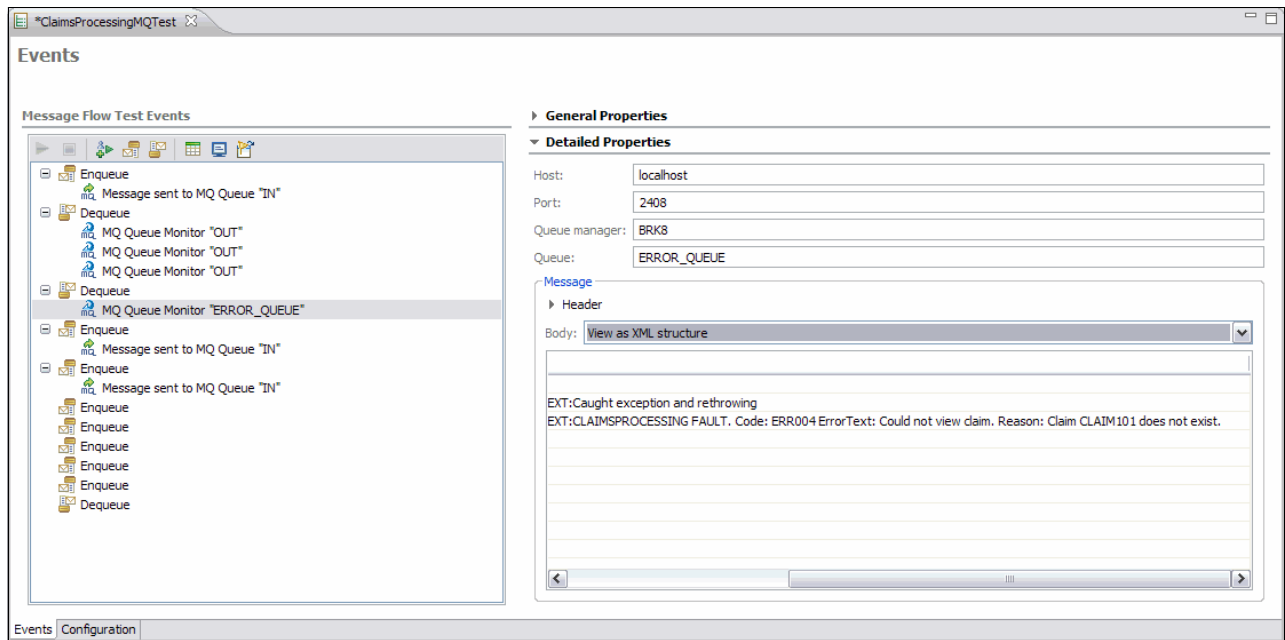 *ClaimsProcessingMQTest
Events
Message Flow Test Events
Enqueue
Message sent to MQ Queue "IN"
Dequeue
MQ Queue Monitor "OUT"
MQ Queue Monitor "OUT"
MQ Queue Monitor "OUT"
Dequeue
MQ Queue Monitor "ERROR_QUEUE"
Enqueue
Message sent to MQ Queue "IN"
Enqueue
Message sent to MQ Queue "IN"
Enqueue
Enqueue
Enqueue
Enqueue
Enqueue
Dequeue
General Properties
Detailed Properties
Host: localhost
Port: 2408
Queue manager: BRK8
Queue: ERROR_QUEUE
Message
Header
Body: View as XML structure
EXT:Caught exception and rethrowing
EXT:CLAIMSPROCESSING FAULT. Code: ERR004 ErrorText: Could not view claim. Reason: Claim CLAIM101 does not exist.
Events Configuration